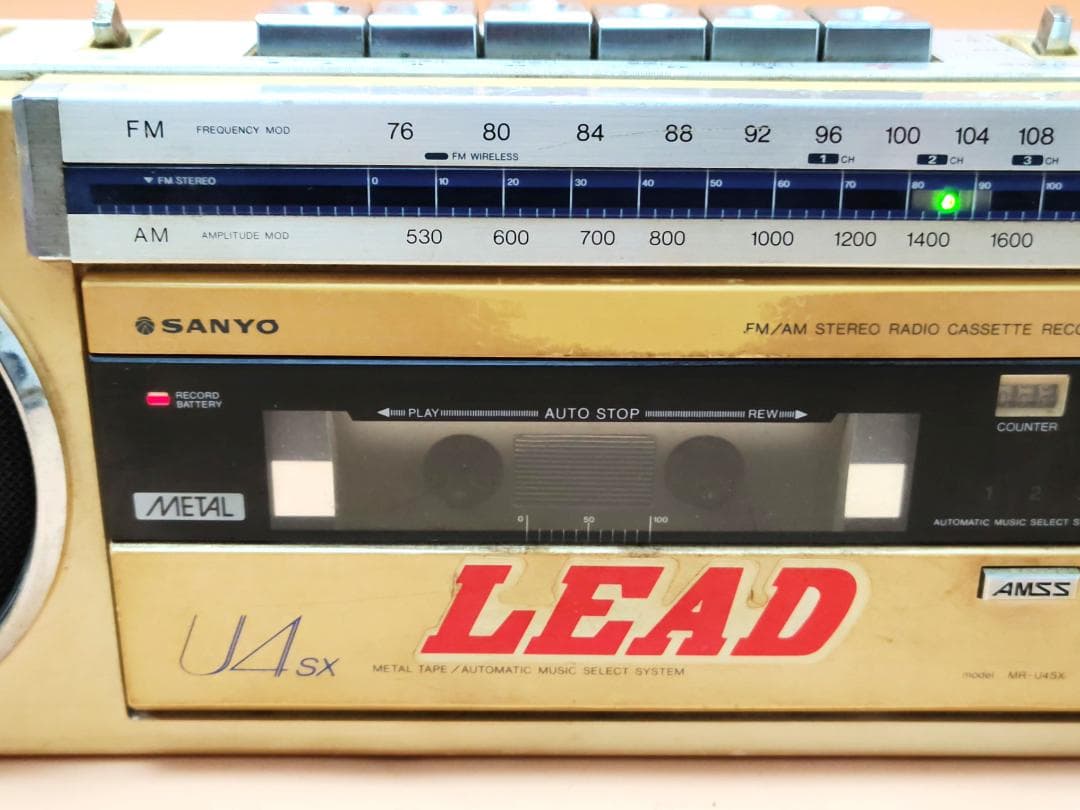 FM FREQUENCY MOD 76 80 84 88 92 96 100 104 108
FM WIRELESS 1 CH 2 CH 3 CH
FM STEREO 0 10 20 30 40 50 60 70 80 90 100
AM AMPLITUDE MOD 530 600 700 800 1000 1200 1400 1600
SANYO FM/AM STEREO RADIO CASSETTE RECO
RECORD
BATTERY
PLAY AUTO STOP REW
COUNTER
METAL
1 2
0 50 100
AUTOMATIC MUSIC SELECT S
LEAD
AMSS
U4SX
METAL TAPE/AUTOMATIC MUSIC SELECT SYSTEM
model MR-U4SX